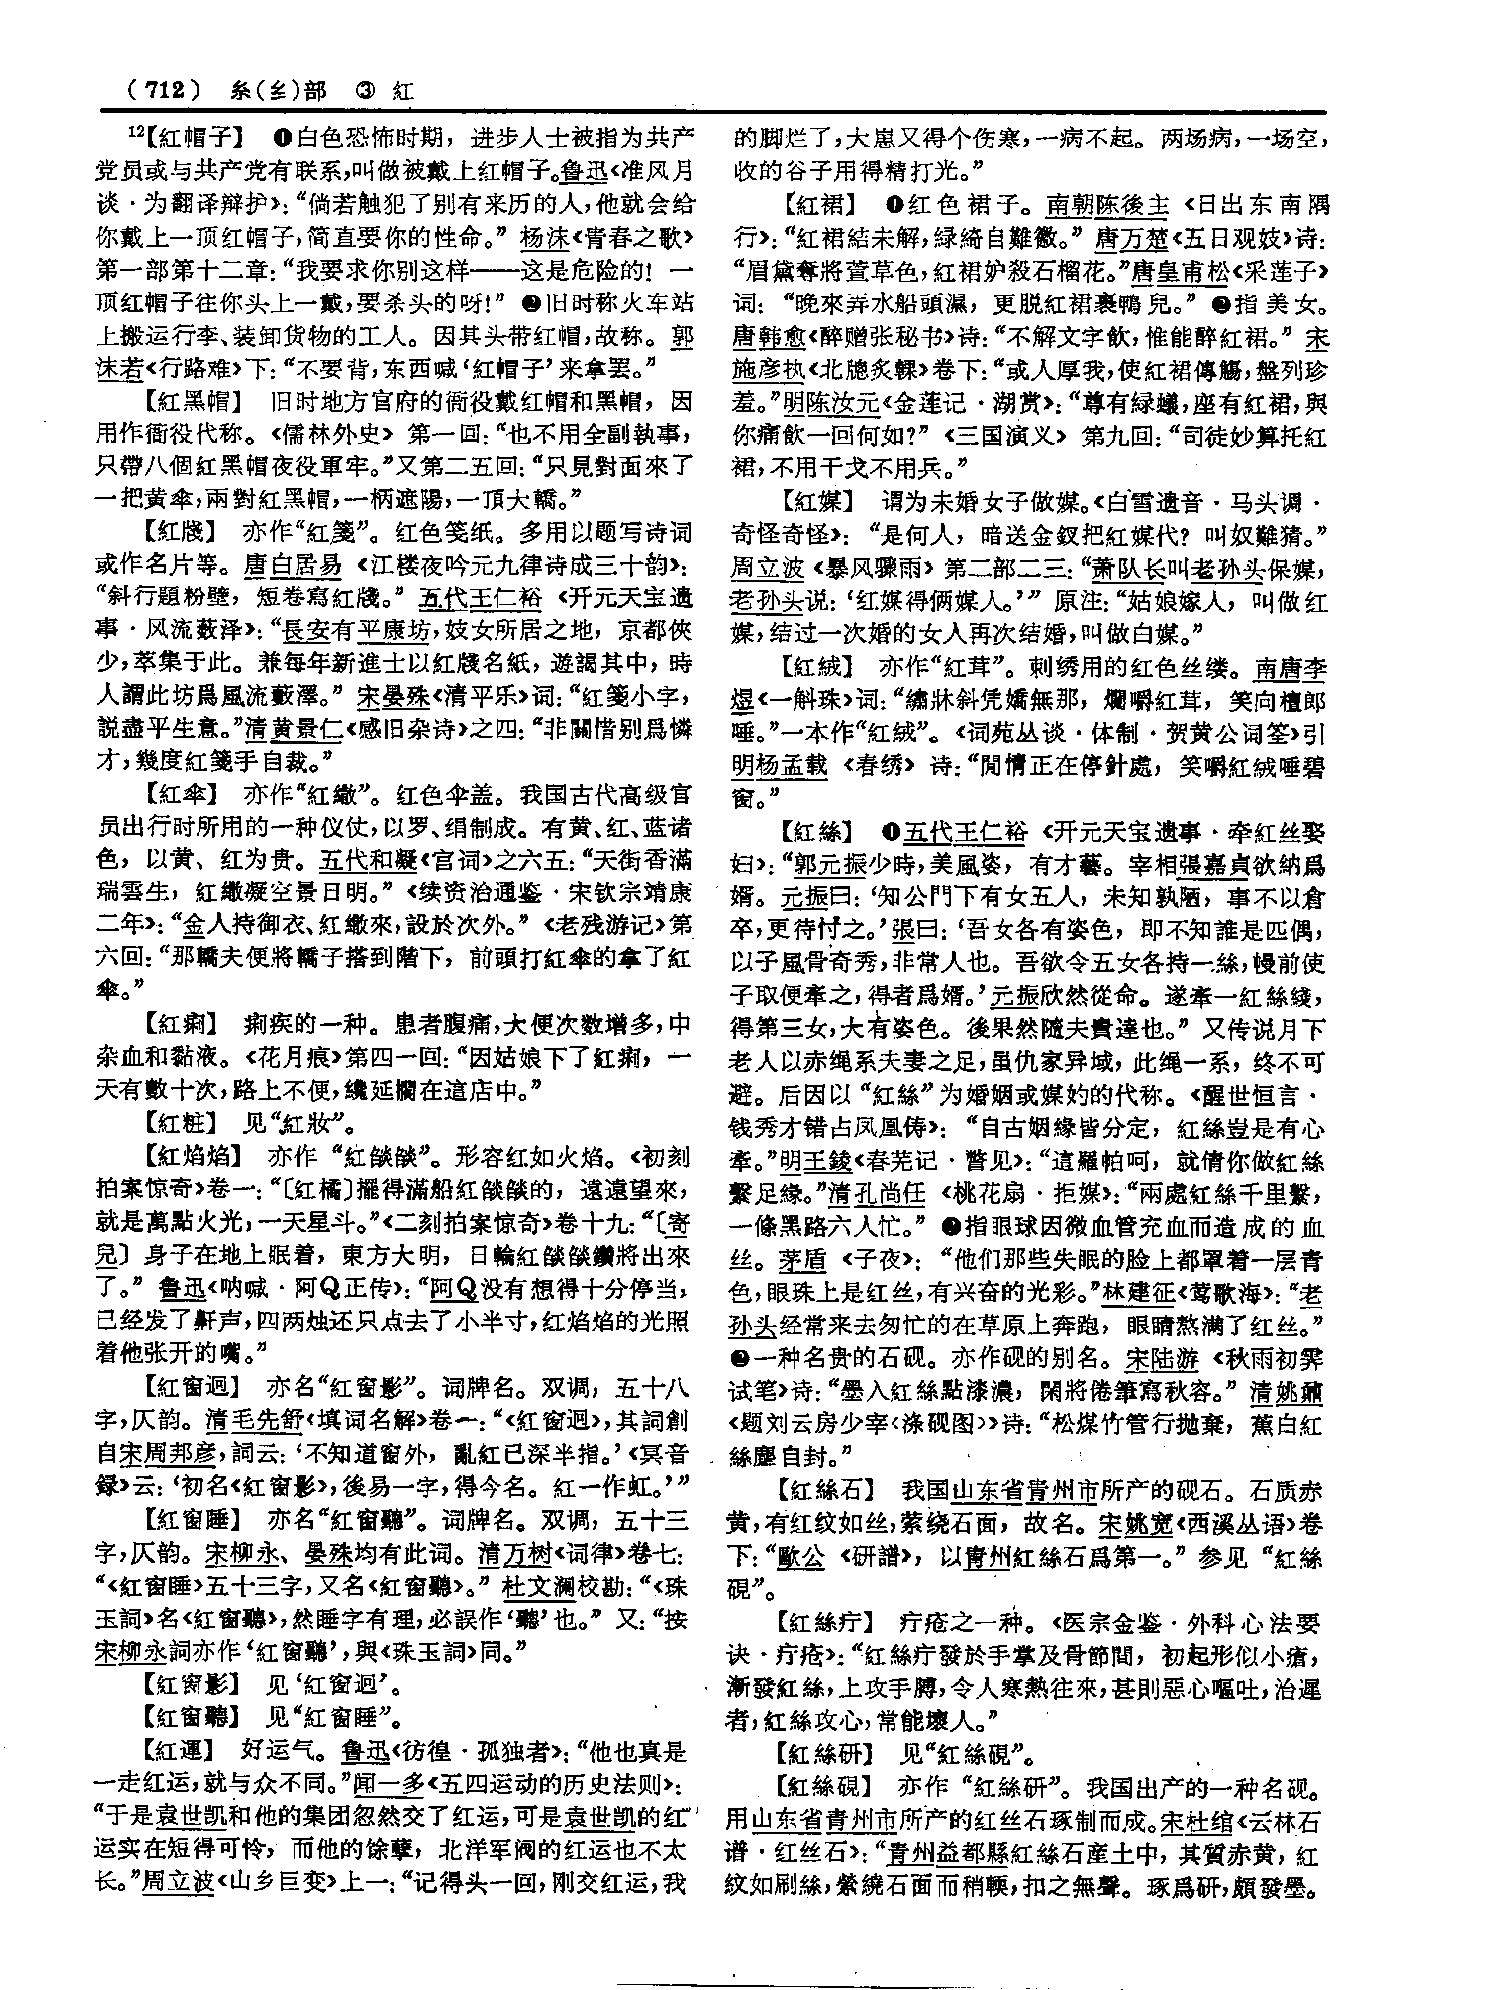 （712） 糸(纟)部 ③ 紅
¹²【紅帽子】 ❶白色恐怖时期，进步人士被指为共产
党员或与共产党有联系，叫做被戴上红帽子。鲁迅《准风月
谈·为翻译辩护》：“倘若触犯了别有来历的人，他就会给
你戴上一顶红帽子，简直要你的性命。” 杨沫《青春之歌》
第一部第十二章：“我要求你别这样——这是危险的！一
顶红帽子往你头上一戴，要杀头的呀！” ❷旧时称火车站
上搬运行李、装卸货物的工人。因其头带红帽，故称。郭
沫若《行路难》下：“不要背，东西喊‘紅帽子’来拿罢。”
【紅黑帽】 旧时地方官府的衙役戴红帽和黑帽，因
用作衙役代称。《儒林外史》第一回：“也不用全副執事，
只帶八個紅黑帽夜役軍牢。”又第二五回：“只見對面來了
一把黄傘，兩對紅黑帽，一柄遮陽，一頂大轎。”
【紅牋】 亦作“紅箋”。红色笺纸。多用以题写诗词
或作名片等。唐白居易《江楼夜吟元九律诗成三十韵》：
“斜行題粉壁，短卷寫紅牋。” 五代王仁裕《开元天宝遗
事·风流薮泽》：“長安有平康坊，妓女所居之地，京都俠
少，萃集于此。兼每年新進士以紅牋名紙，遊謁其中，時
人謂此坊爲風流藪澤。” 宋晏殊《清平乐》词：“紅箋小字，
説盡平生意。”清黄景仁《感旧杂诗》之四：“非關惜别爲憐
才，幾度紅箋手自裁。”
【紅傘】 亦作“紅繖”。红色伞盖。我国古代高级官
员出行时所用的一种仪仗，以罗、绢制成。有黄、红、蓝诸
色，以黄、红为贵。五代和凝《宫词》之六五：“天街香滿
瑞雲生，紅繖凝空景日明。”《续资治通鉴·宋钦宗靖康
二年》：“金人持御衣、紅繖來，設於次外。”《老残游记》第
六回：“那轎夫便將轎子搭到階下，前頭打紅傘的拿了紅
傘。”
【紅痢】 痢疾的一种。患者腹痛，大便次数增多，中
杂血和黏液。《花月痕》第四一回：“因姑娘下了紅痢，一
天有數十次，路上不便，纔延擱在這店中。”
【紅粧】 见“紅妝”。
【紅焰焰】 亦作“紅燄燄”。形容红如火焰。《初刻
拍案惊奇》卷一：“〔紅橘〕擺得滿船紅燄燄的，遠遠望來，
就是萬點火光，一天星斗。”《二刻拍案惊奇》卷十九：“〔寄
兒〕身子在地上眠着，東方大明，日輪紅燄燄鑽將出來
了。” 鲁迅《呐喊·阿Q正传》：“阿Q没有想得十分停当，
已经发了鼾声，四两烛还只点去了小半寸，红焰焰的光照
着他张开的嘴。”
【紅窗迥】 亦名“紅窗影”。词牌名。双调，五十八
字，仄韵。清毛先舒《填词名解》卷一：“《紅窗迥》，其詞創
自宋周邦彦，詞云：‘不知道窗外，亂紅已深半指。’《冥音
録》云：‘初名《紅窗影》，後易一字，得今名。紅一作虹。’”
【紅窗睡】 亦名“紅窗聽”。词牌名。双调，五十三
字，仄韵。宋柳永、晏殊均有此词。清万树《词律》卷七：
“《紅窗睡》五十三字，又名《紅窗聽》。” 杜文澜校勘：“《珠
玉詞》名《紅窗聽》，然睡字有理，必誤作‘聽’也。” 又：“按
宋柳永詞亦作‘紅窗聽’，與《珠玉詞》同。”
【紅窗影】 见‘紅窗迥’。
【紅窗聽】 见“紅窗睡”。
【紅運】 好运气。鲁迅《彷徨·孤独者》：“他也真是
一走红运，就与众不同。”闻一多《五四运动的历史法则》：
“于是袁世凯和他的集团忽然交了红运，可是袁世凯的红
运实在短得可怜，而他的馀孽，北洋军阀的红运也不太
长。”周立波《山乡巨变》上一：“记得头一回，刚交红运，我
的脚烂了，大崽又得个伤寒，一病不起。两场病，一场空，
收的谷子用得精打光。”
【紅裙】 ❶红色裙子。南朝陈後主《日出东南隅
行》：“紅裙結未解，緑綺自難徽。” 唐万楚《五日观妓》诗：
“眉黛奪將萱草色，紅裙妒殺石榴花。”唐皇甫松《采莲子》
词：“晚來弄水船頭濕，更脱紅裙裹鴨兒。” ❷指美女。
唐韩愈《醉赠张秘书》诗：“不解文字飲，惟能醉紅裙。” 宋
施彦执《北牕炙輠》卷下：“或人厚我，使紅裙傳觴，盤列珍
羞。”明陈汝元《金莲记·湖赏》：“尊有緑蟻，座有紅裙，與
你痛飲一回何如？”《三国演义》第九回：“司徒妙算托紅
裙，不用干戈不用兵。”
【紅媒】 谓为未婚女子做媒。《白雪遗音·马头调·
奇怪奇怪》：“是何人，暗送金釵把紅媒代？叫奴難猜。”
周立波《暴风骤雨》第二部二三：“萧队长叫老孙头保媒，
老孙头说：‘红媒得俩媒人。’” 原注：“姑娘嫁人，叫做红
媒，结过一次婚的女人再次结婚，叫做白媒。”
【紅絨】 亦作“紅茸”。刺绣用的红色丝缕。南唐李
煜《一斛珠》词：“繡牀斜凭嬌無那，爛嚼紅茸，笑向檀郎
唾。”一本作“紅絨”。《词苑丛谈·体制·贺黄公词筌》引
明杨孟载《春绣》诗：“閒情正在停針處，笑嚼紅絨唾碧
窗。”
【紅絲】 ❶五代王仁裕《开元天宝遗事·牵红丝娶
妇》：“郭元振少時，美風姿，有才藝。宰相張嘉貞欲納爲
婿。元振曰：‘知公門下有女五人，未知孰陋，事不以倉
卒，更待忖之。’張曰：‘吾女各有姿色，即不知誰是匹偶，
以子風骨奇秀，非常人也。吾欲令五女各持一絲，幔前使
子取便牽之，得者爲婿。’元振欣然從命。遂牽一紅絲綫，
得第三女，大有姿色。後果然隨夫貴達也。” 又传说月下
老人以赤绳系夫妻之足，虽仇家异域，此绳一系，终不可
避。后因以“紅絲”为婚姻或媒妁的代称。《醒世恒言·
钱秀才错占凤凰俦》：“自古姻緣皆分定，紅絲豈是有心
牽。”明王錂《春芜记·瞥见》：“這羅帕呵，就倩你做紅絲
繫足緣。”清孔尚任《桃花扇·拒媒》：“兩處紅絲千里繫，
一條黑路六人忙。” ❷指眼球因微血管充血而造成的血
丝。茅盾《子夜》：“他们那些失眠的脸上都罩着一层青
色，眼珠上是红丝，有兴奋的光彩。”林建征《莺歌海》：“老
孙头经常来去匆忙的在草原上奔跑，眼睛熬满了红丝。”
❸一种名贵的石砚。亦作砚的别名。宋陆游《秋雨初霁
试笔》诗：“墨入紅絲點漆濃，閑將倦筆寫秋容。” 清姚鼐
《题刘云房少宰〈涤砚图〉》诗：“松煤竹管行抛棄，蕉白紅
絲塵自封。”
【紅絲石】 我国山东省青州市所产的砚石。石质赤
黄，有红纹如丝，萦绕石面，故名。宋姚宽《西溪丛语》卷
下：“歐公《研譜》，以青州紅絲石爲第一。” 参见“紅絲
硯”。
【紅絲疔】 疔疮之一种。《医宗金鉴·外科心法要
诀·疔疮》：“紅絲疔發於手掌及骨節間，初起形似小瘡，
漸發紅絲，上攻手膊，令人寒熱往來，甚則惡心嘔吐，治遲
者，紅絲攻心，常能壞人。”
【紅絲研】 见“紅絲硯”。
【紅絲硯】 亦作“紅絲研”。我国出产的一种名砚。
用山东省青州市所产的红丝石琢制而成。宋杜绾《云林石
谱·红丝石》：“青州益都縣紅絲石産土中，其質赤黄，紅
紋如刷絲，縈繞石面而稍輭，扣之無聲。琢爲研，頗發墨。